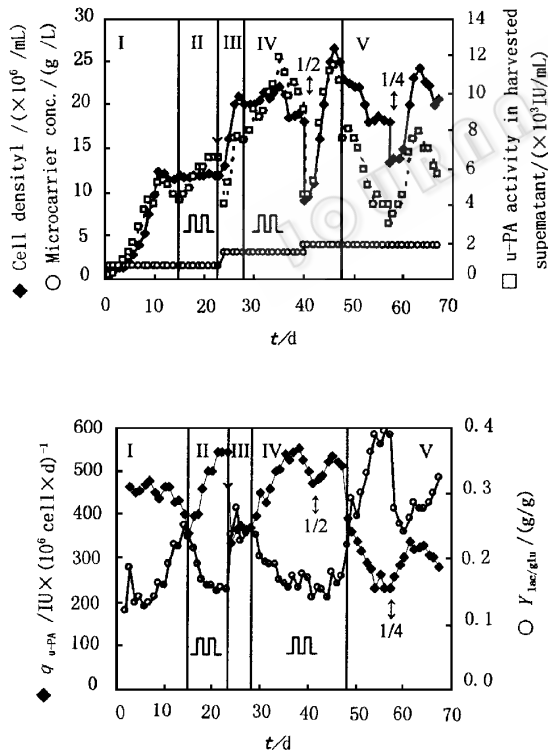 ◆ Cell densityl /(×10⁶ /mL)
○ Microcarrier conc. /(g /L)
30
25
20
15
10
5
0
I
II
III
IV
V
1/2
1/4
14
12
10
8
6
4
2
0
□ u-PA activity in harvested
supematant/(×10³IU/mL)
0
10
20
30
40
50
60
70
t/d
JOURNA
◆ q u-PA /IU×(10⁶ cell×d)⁻¹
600
500
400
300
200
100
0
I
II
III
IV
V
1/2
1/4
0.4
0.3
0.2
0.1
0.0
○ Y lac/glu /(g/g)
0
10
20
30
40
50
60
70
t/d